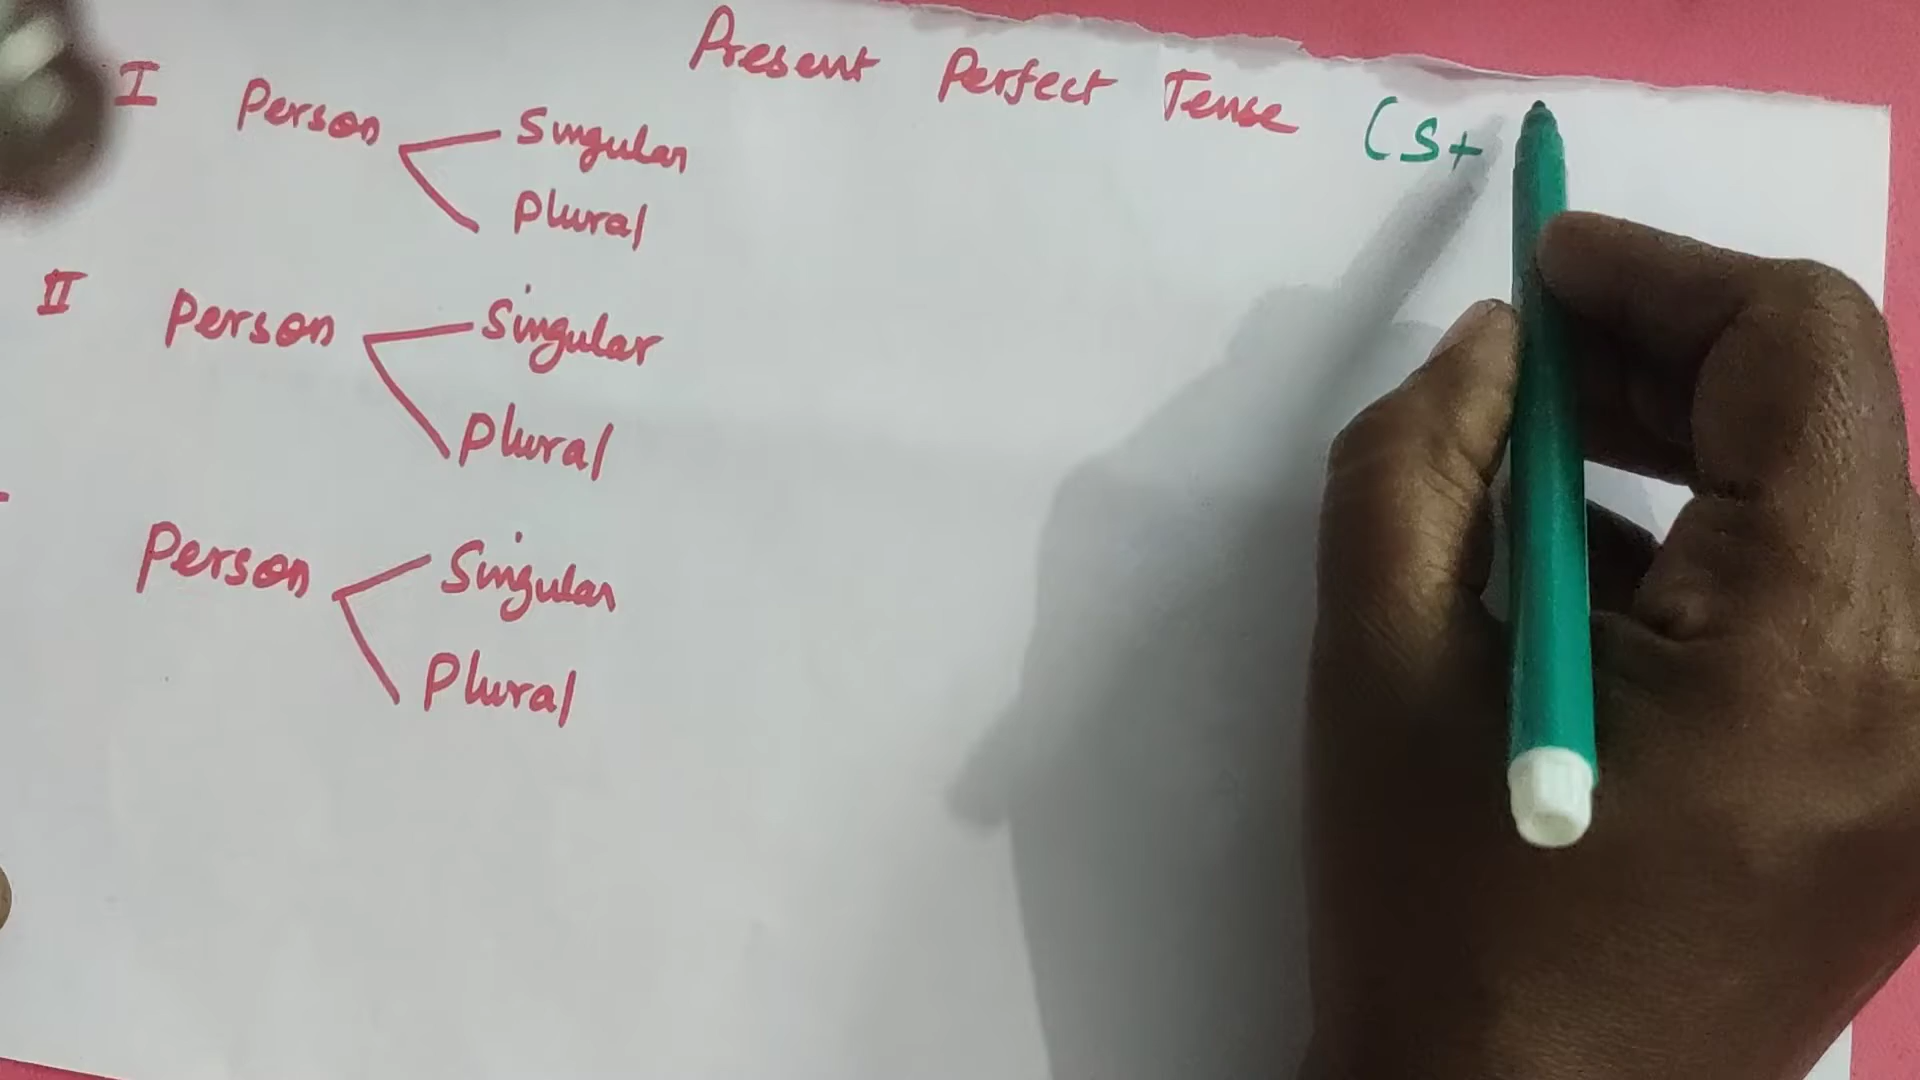 Present Perfect Tense (S+
I Person Singular
Plural
II Person Singular
Plural
Person Singular
Plural